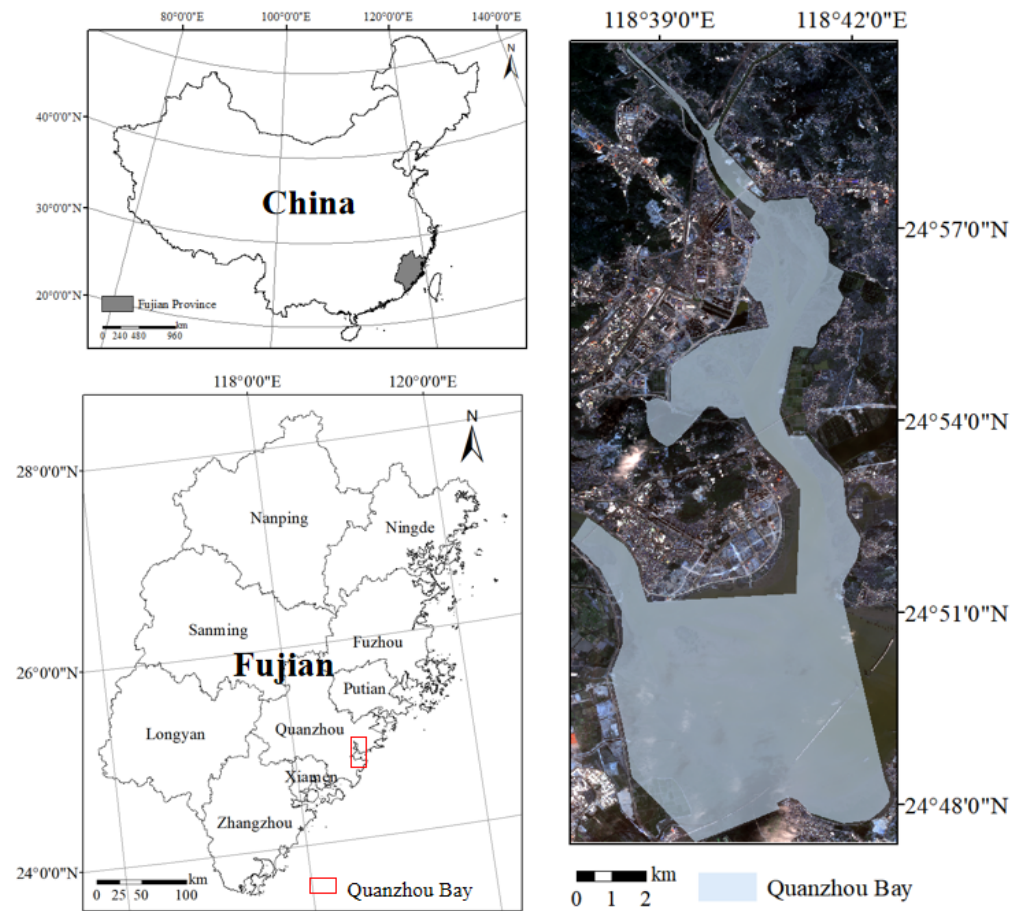 80°0'0"E 100°0'0"E 120°0'0"E 140°0'0"E
N
40°0'0"N
30°0'0"N
20°0'0"N
China
Fujian Province
km
0 240 480 960
118°0'0"E 120°0'0"E
N
28°0'0"N
26°0'0"N
24°0'0"N
Nanping
Ningde
Sanming
Fuzhou
Fujian
Putian
Longyan
Quanzhou
Xiamen
Zhangzhou
km
0 25 50 100
Quanzhou Bay
118°39'0"E 118°42'0"E
24°57'0"N
24°54'0"N
24°51'0"N
24°48'0"N
km
0 1 2
Quanzhou Bay